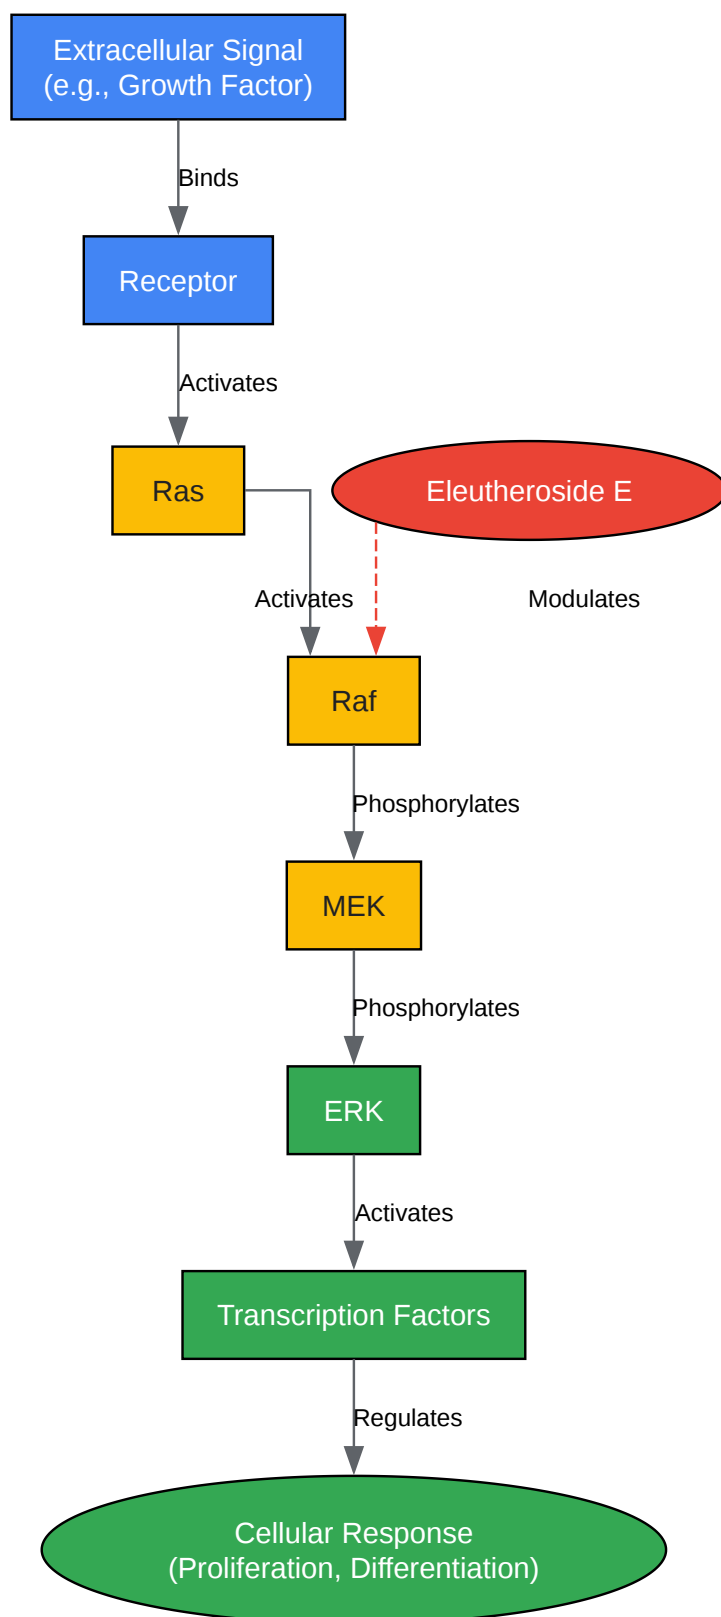 Extracellular Signal
(e.g., Growth Factor)
Binds
Receptor
Activates
Ras
Eleutheroside E
Activates
Modulates
Raf
Phosphorylates
MEK
Phosphorylates
ERK
Activates
Transcription Factors
Regulates
Cellular Response
(Proliferation, Differentiation)